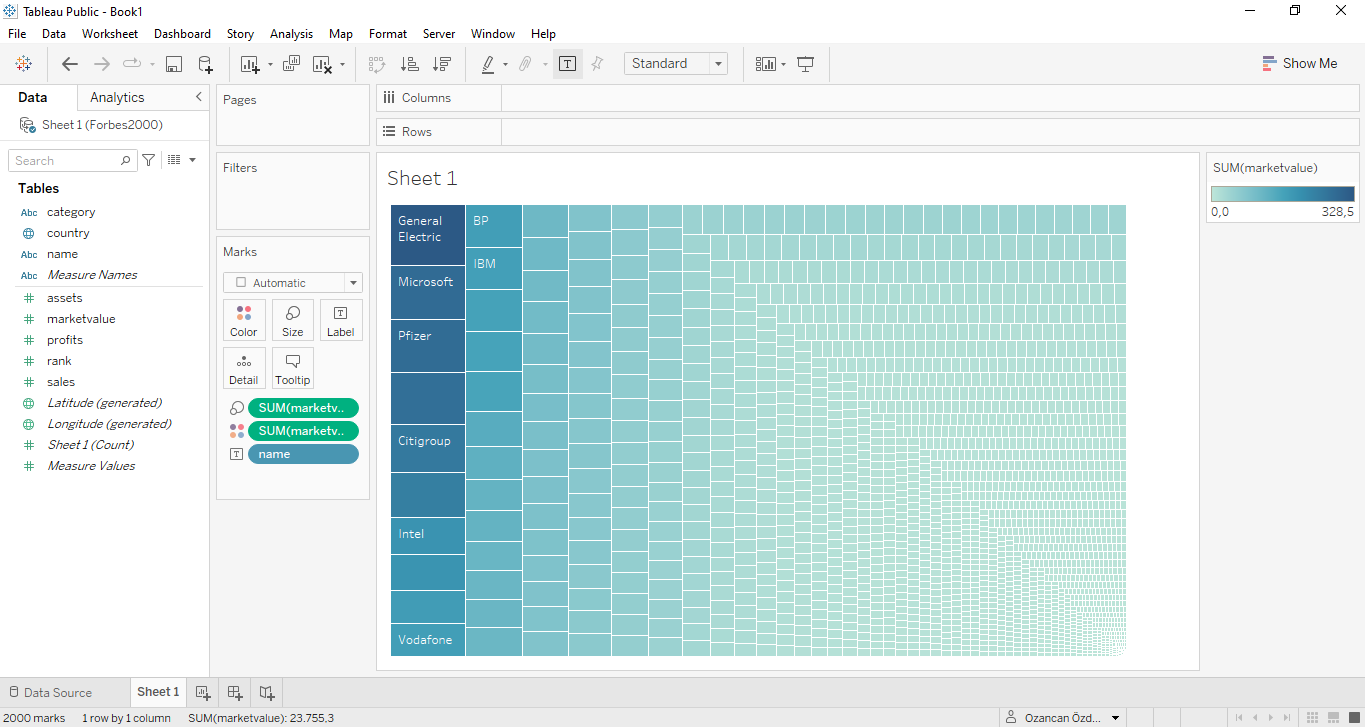 Tableau Public - Book1
File Data Worksheet Dashboard Story Analysis Map Format Server Window Help
Standard
Show Me
Data Analytics
Sheet 1 (Forbes2000)
Search
Tables
Abc category
country
Abc name
Abc Measure Names
assets
marketvalue
profits
rank
sales
Latitude (generated)
Longitude (generated)
Sheet 1 (Count)
Measure Values
Pages
Filters
Marks
Automatic
Color Size Label
Detail Tooltip
SUM(marketv..
SUM(marketv..
name
Columns
Rows
Sheet 1
General
Electric
Microsoft
Pfizer
Citigroup
Intel
Vodafone
BP
IBM
SUM(marketvalue)
0,0 328,5
Data Source Sheet 1
2000 marks 1 row by 1 column SUM(marketvalue): 23.755,3
Ozancan Özd...